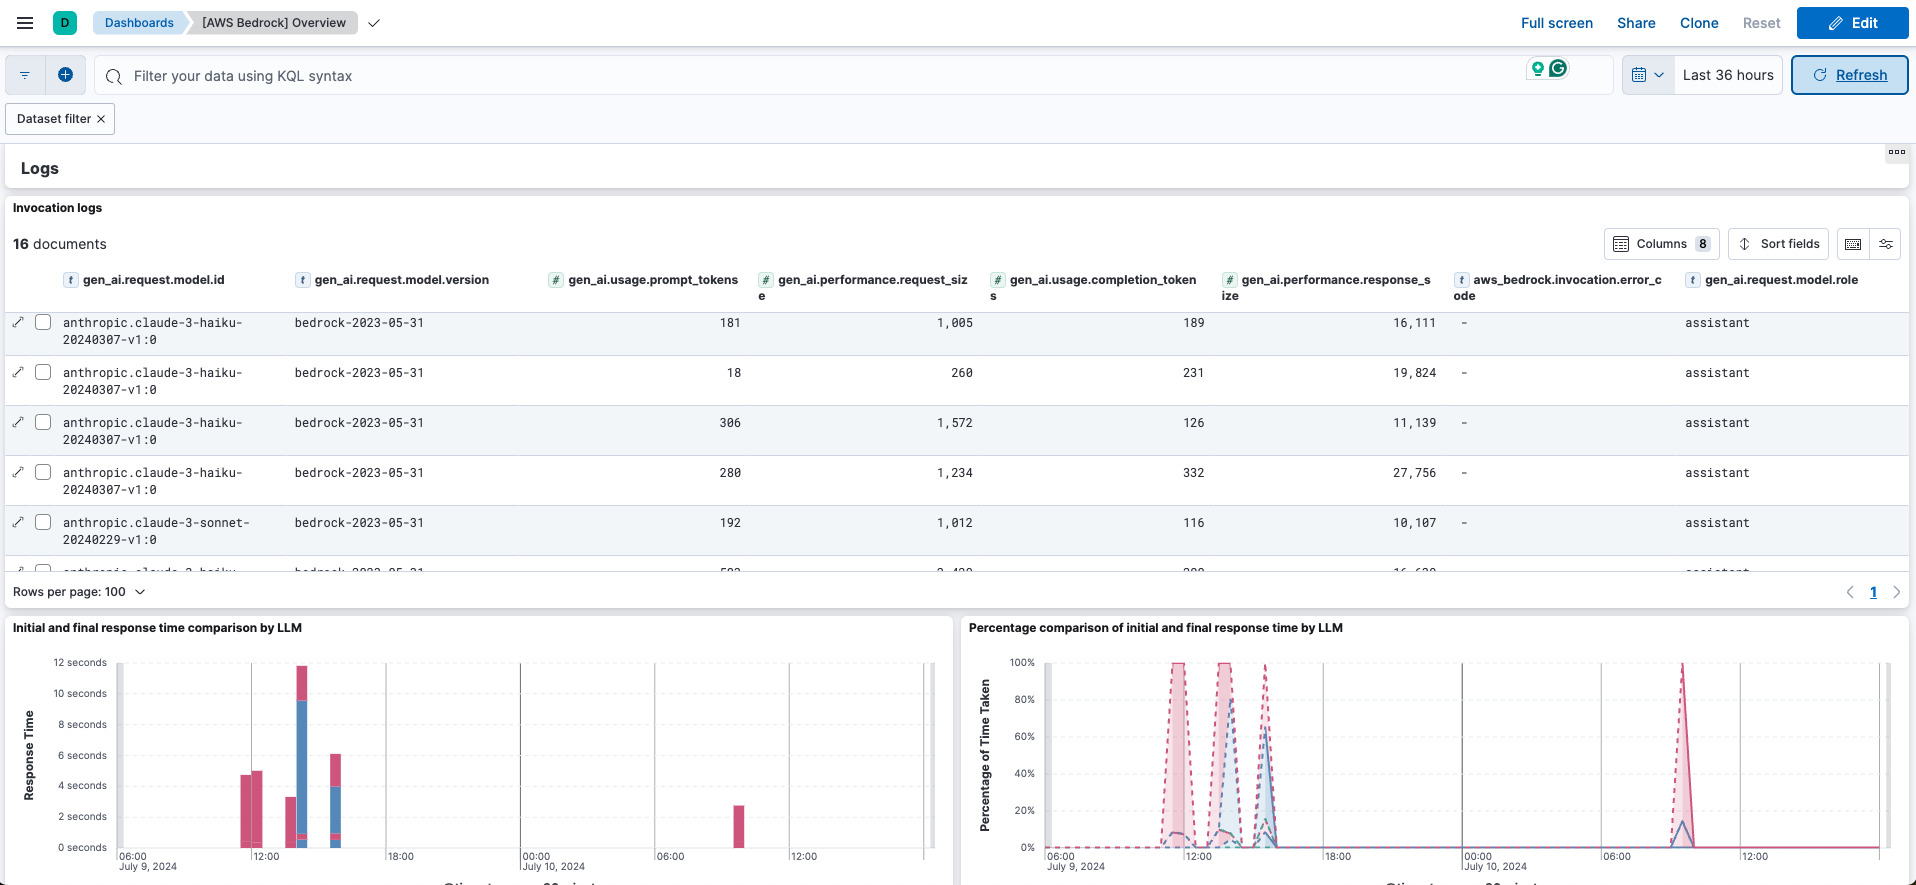 D
Dashboards
[AWS Bedrock] Overview
Full screen
Share
Clone
Reset
Edit
Filter your data using KQL syntax
Last 36 hours
Refresh
Dataset filter
Logs
Invocation logs
16 documents
Columns 8
Sort fields
t gen_ai.request.model.id
t gen_ai.request.model.version
# gen_ai.usage.prompt_tokens
# gen_ai.performance.request_siz
e
# gen_ai.usage.completion_token
s
# gen_ai.performance.response_s
ize
t aws_bedrock.invocation.error_c
ode
t gen_ai.request.model.role
anthropic.claude-3-haiku-
20240307-v1:0
bedrock-2023-05-31
181
1,005
189
16,111
-
assistant
anthropic.claude-3-haiku-
20240307-v1:0
bedrock-2023-05-31
18
260
231
19,824
-
assistant
anthropic.claude-3-haiku-
20240307-v1:0
bedrock-2023-05-31
306
1,572
126
11,139
-
assistant
anthropic.claude-3-haiku-
20240307-v1:0
bedrock-2023-05-31
280
1,234
332
27,756
-
assistant
anthropic.claude-3-sonnet-
20240229-v1:0
bedrock-2023-05-31
192
1,012
116
10,107
-
assistant
Rows per page: 100
1
Initial and final response time comparison by LLM
Response Time
12 seconds
10 seconds
8 seconds
6 seconds
4 seconds
2 seconds
0 seconds
06:00
July 9, 2024
12:00
18:00
00:00
July 10, 2024
06:00
12:00
Percentage comparison of initial and final response time by LLM
Percentage of Time Taken
100%
80%
60%
40%
20%
0%
06:00
July 9, 2024
12:00
18:00
00:00
July 10, 2024
06:00
12:00